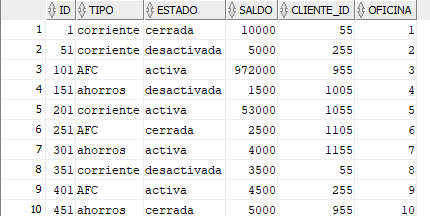 ID TIPO ESTADO SALDO CLIENTE_ID OFICINA
1 1 corriente cerrada 10000 55 1
2 51 corriente desactivada 5000 255 2
3 101 AFC activa 972000 955 3
4 151 ahorros desactivada 1500 1005 4
5 201 corriente activa 53000 1055 5
6 251 AFC cerrada 2500 1105 6
7 301 ahorros activa 4000 1155 7
8 351 corriente desactivada 3500 55 8
9 401 AFC activa 4500 255 9
10 451 ahorros cerrada 5000 955 10